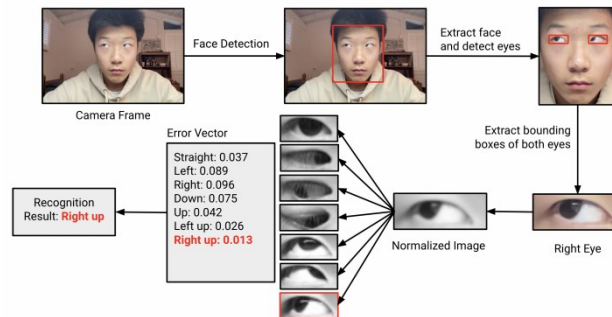 Face Detection
Extract face
and detect eyes
Camera Frame
Extract bounding
boxes of both eyes
Right Eye
Normalized Image
Error Vector
Straight: 0.037
Left: 0.089
Right: 0.096
Down: 0.075
Up: 0.042
Left up: 0.026
Right up: 0.013
Recognition
Result: Right up